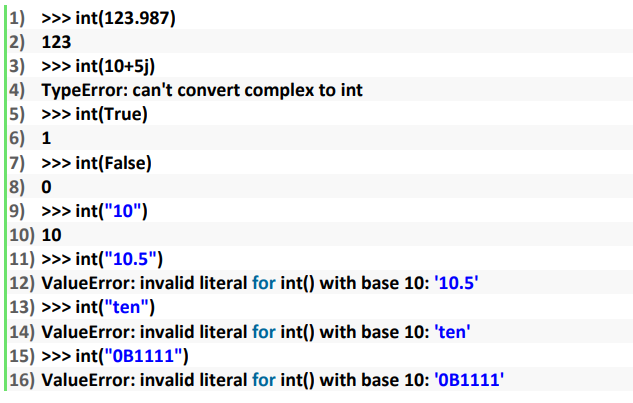 1) >>> int(123.987)
2) 123
3) >>> int(10+5j)
4) TypeError: can't convert complex to int
5) >>> int(True)
6) 1
7) >>> int(False)
8) 0
9) >>> int("10")
10) 10
11) >>> int("10.5")
12) ValueError: invalid literal for int() with base 10: '10.5'
13) >>> int("ten")
14) ValueError: invalid literal for int() with base 10: 'ten'
15) >>> int("0B1111")
16) ValueError: invalid literal for int() with base 10: '0B1111'